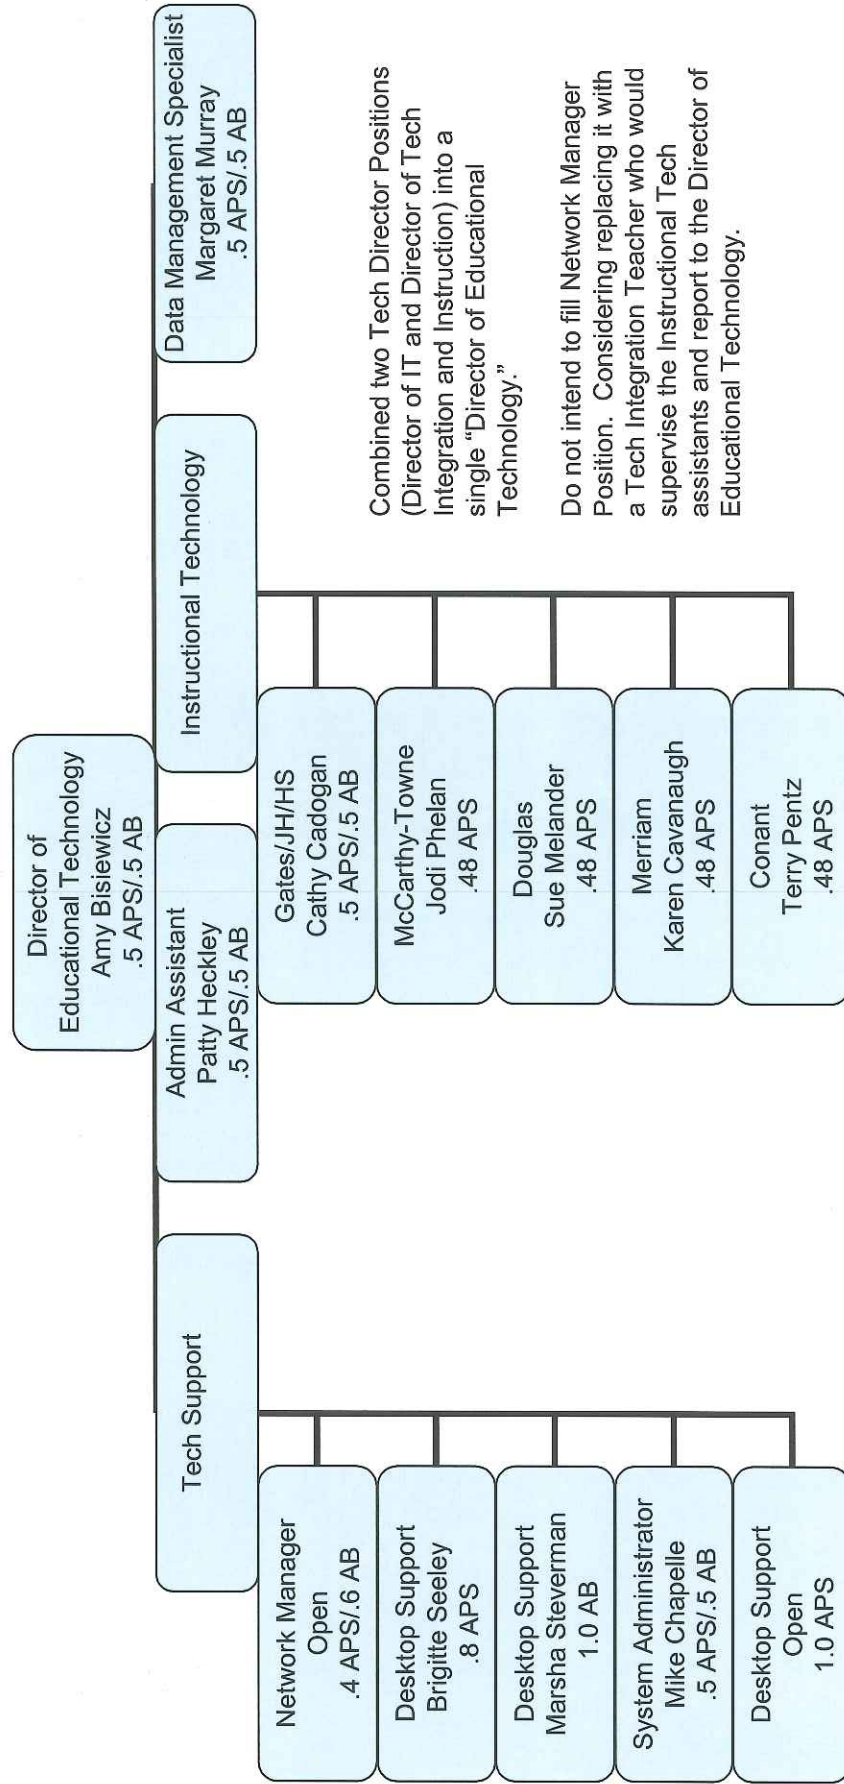 Director of
Educational Technology
Amy Bisiewicz
.5 APS/.5 AB
Tech Support
Admin Assistant
Patty Heckley
.5 APS/.5 AB
Instructional Technology
Data Management Specialist
Margaret Murray
.5 APS/.5 AB
Network Manager
Open
.4 APS/.6 AB
Desktop Support
Brigitte Seeley
.8 APS
Desktop Support
Marsha Steverman
1.0 AB
System Administrator
Mike Chapelle
.5 APS/.5 AB
Desktop Support
Open
1.0 APS
Gates/JH/HS
Cathy Cadogan
.5 APS/.5 AB
McCarthy-Towne
Jodi Phelan
.48 APS
Douglas
Sue Melander
.48 APS
Merriam
Karen Cavanaugh
.48 APS
Conant
Terry Pentz
.48 APS
Combined two Tech Director Positions
(Director of IT and Director of Tech
Integration and Instruction) into a
single “Director of Educational
Technology.”
Do not intend to fill Network Manager
Position. Considering replacing it with
a Tech Integration Teacher who would
supervise the Instructional Tech
assistants and report to the Director of
Educational Technology.